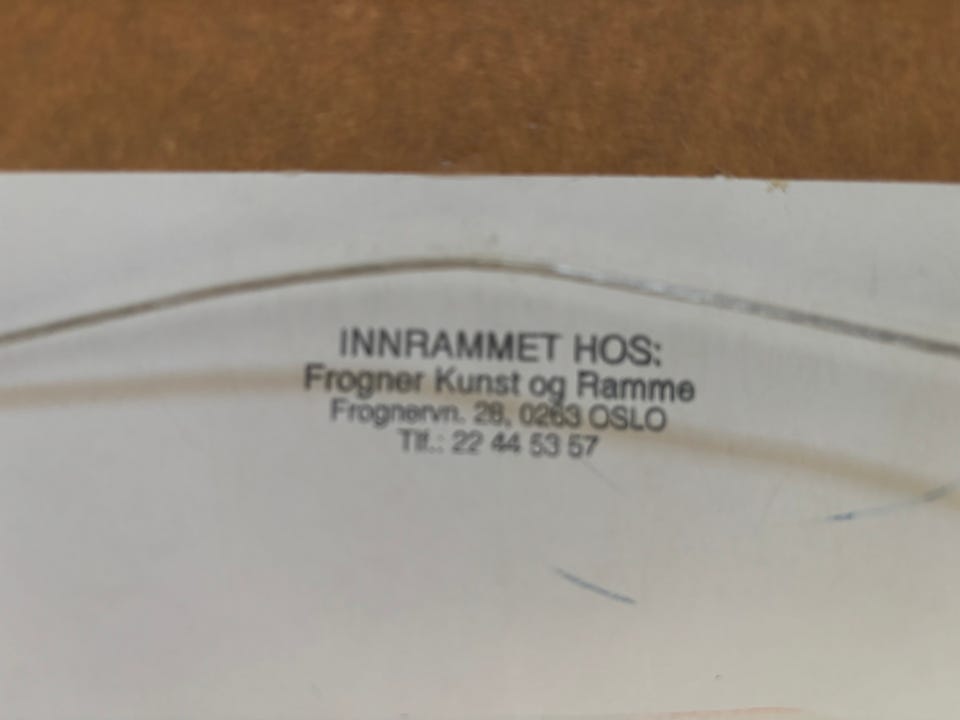 INNRAMMET HOS:
Frogner Kunst og Ramme
Frognervn. 28, 0263 OSLO
Tlf.: 22 44 53 57